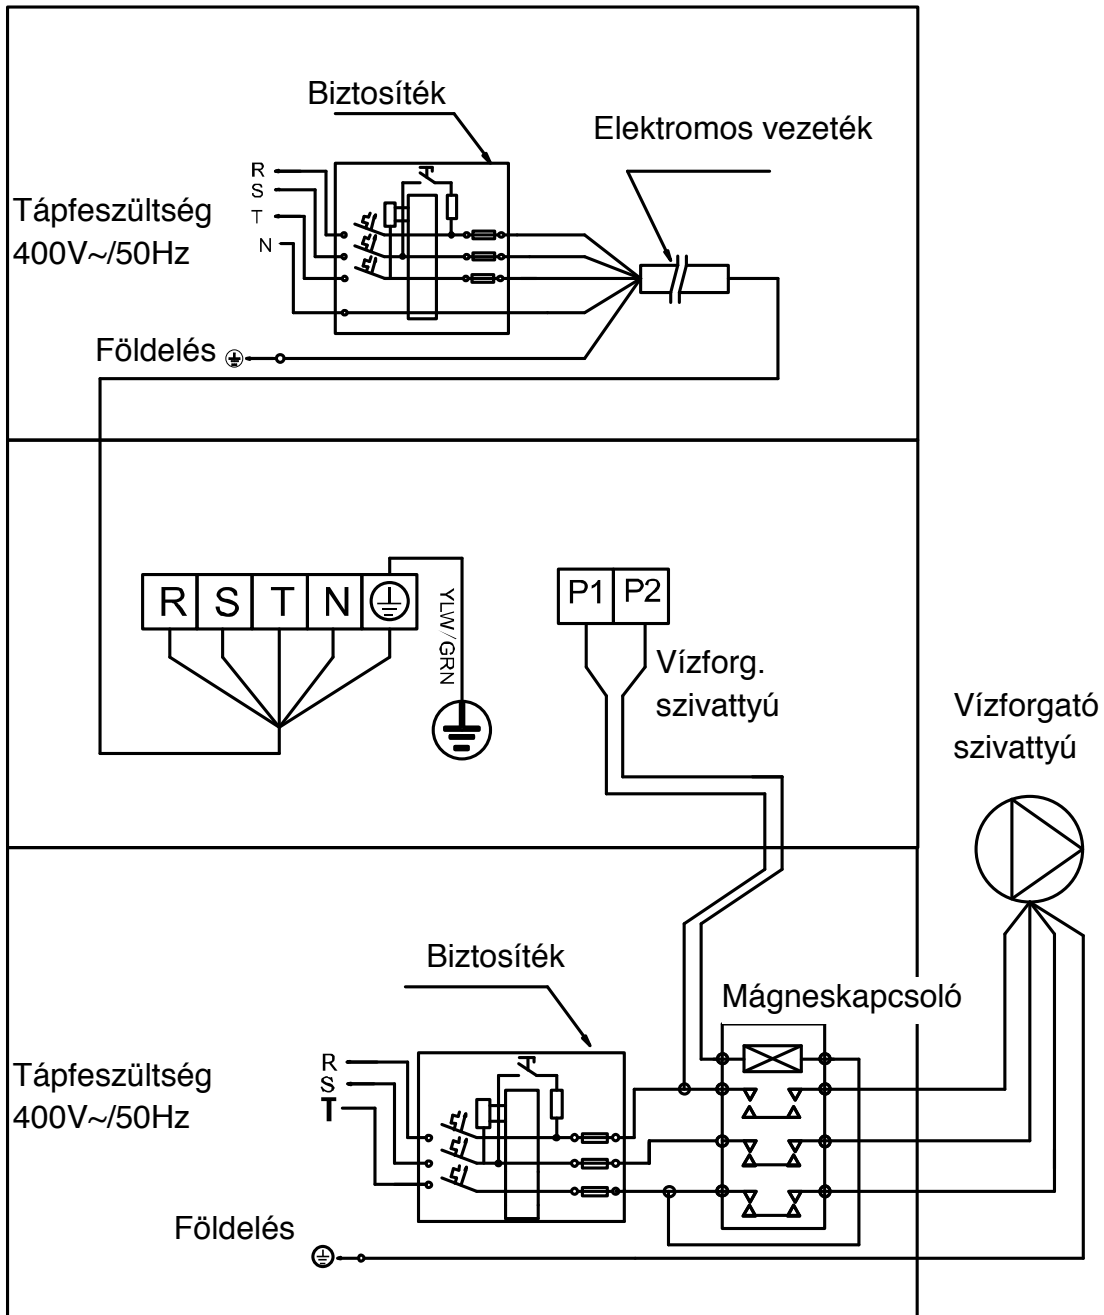 Biztosíték
Elektromos vezeték
R
S
T
N
Tápfeszültség
400V~/50Hz
Földelés
R S T N
YLW/GRN
P1 P2
Vízforg.
szivattyú
Vízforgató
szivattyú
Biztosíték
Mágneskapcsoló
R
S
T
Tápfeszültség
400V~/50Hz
Földelés